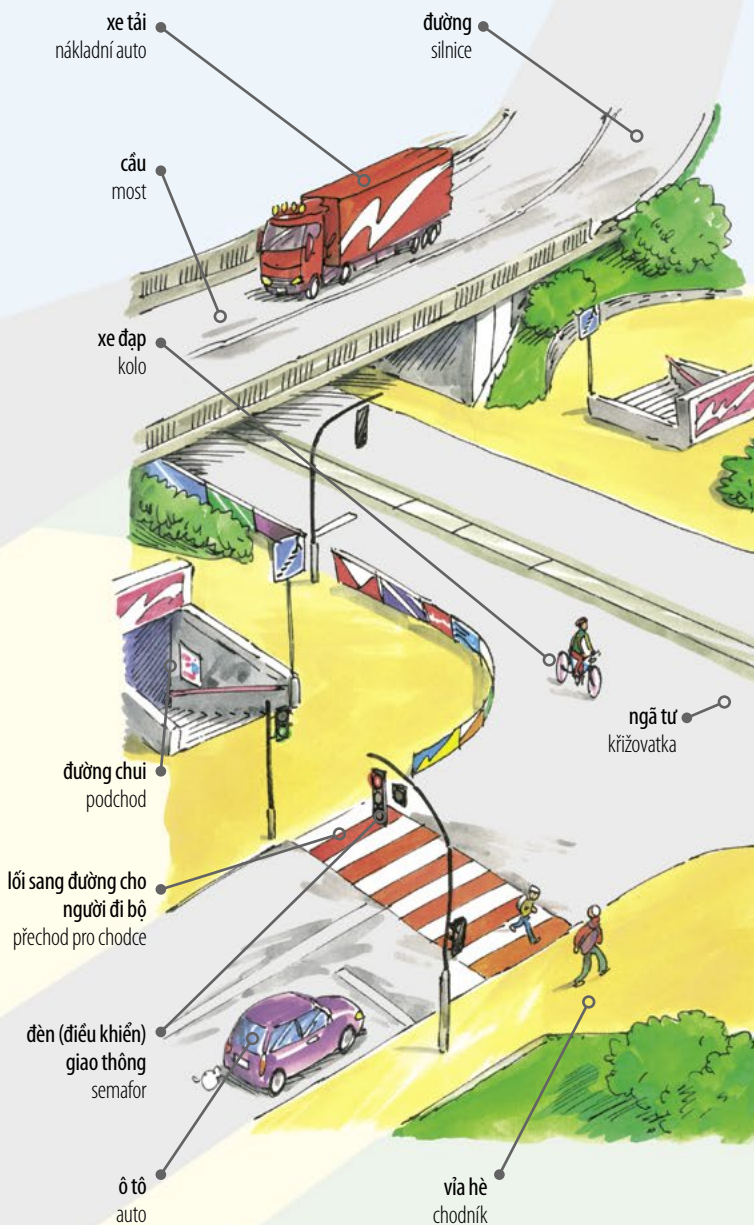 xe tải
nákladní auto
đường
silnice
cầu
most
xe đạp
kolo
ngã tư
křižovatka
đường chui
podchod
lối sang đường cho
người đi bộ
přechod pro chodce
đèn (điều khiển)
giao thông
semafor
ô tô
auto
vỉa hè
chodník